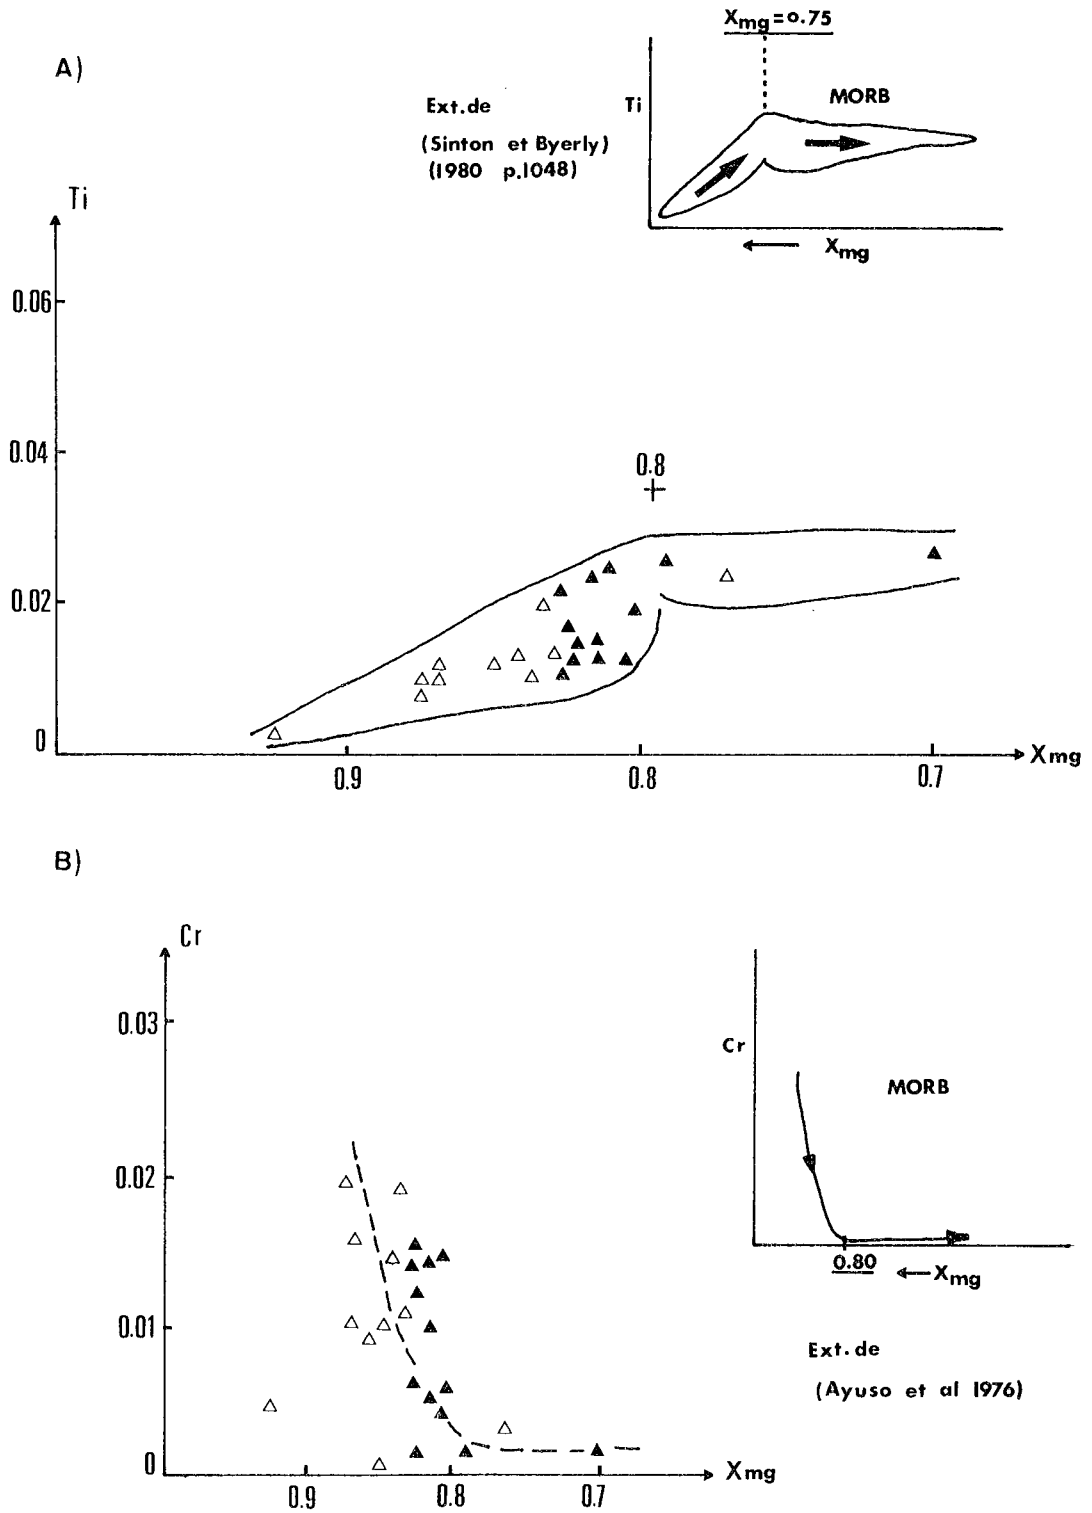 A)
Xmg=0.75
Ext.de
(Sinton et Byerly)
(1980 p.1048)
Ti
MORB
← Xmg
Ti
0.06
0.04
0.02
0
0.8
0.9
0.8
0.7
Xmg
B)
Cr
0.03
0.02
0.01
0
0.9
0.8
0.7
Xmg
Cr
MORB
0.80
←Xmg
Ext.de
(Ayuso et al 1976)